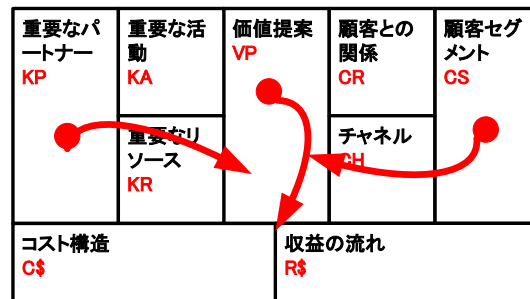 重要なパ
ートナー
KP
重要な活
動
KA
重要なリ
ソース
KR
価値提案
VP
顧客との
関係
CR
チャネル
CH
顧客セグ
メント
CS
コスト構造
C$
収益の流れ
R$